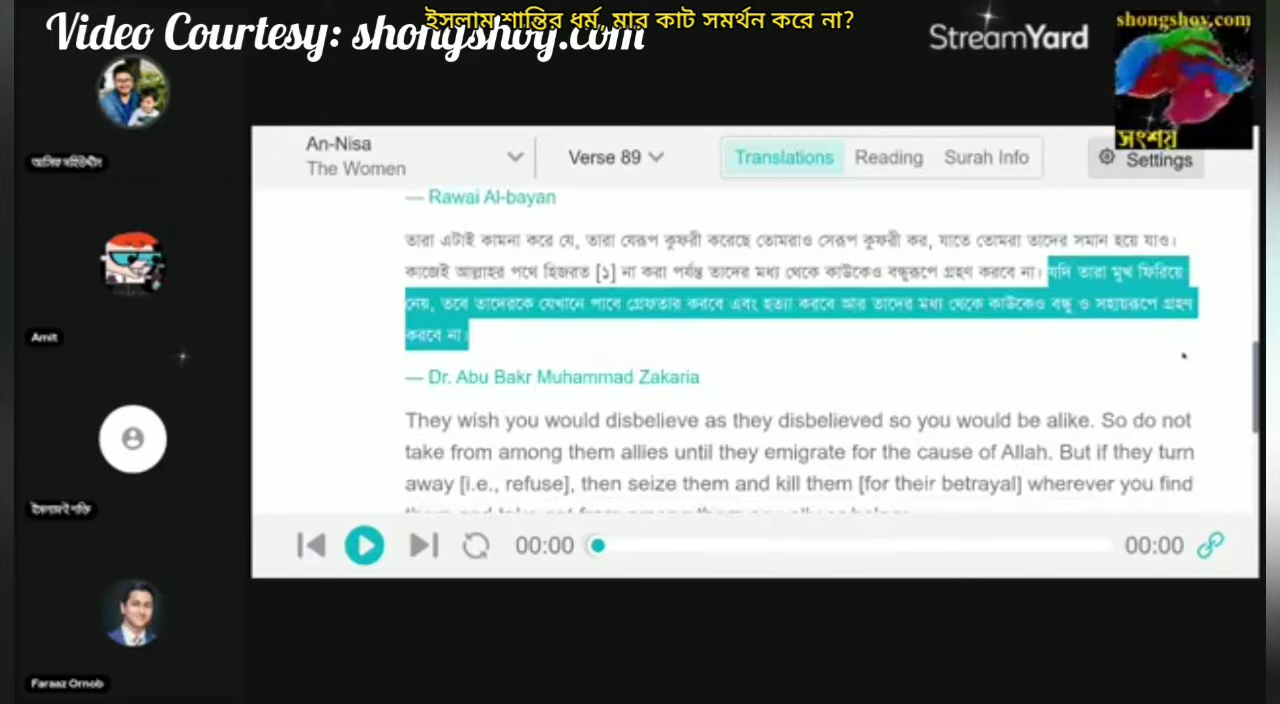 ইসলাম শান্তির ধর্ম, মার কাট সমর্থন করে না?
Video Courtesy: shongshoy.com
StreamYard
shongshoy.com
সংশয়
আসিফ মহিউদ্দীন
Amit
Faraaz Ornob
An-Nisa
The Women
Verse 89
Translations
Reading
Surah Info
Settings
— Rawai Al-bayan
তারা এটাই কামনা করে যে, তারা যেরূপ কুফরী করেছে তোমরাও সেরূপ কুফরী কর, যাতে তোমরা তাদের সমান হয়ে যাও।
কাজেই আল্লাহর পথে হিজরত [১] না করা পর্যন্ত তাদের মধ্য থেকে কাউকেও বন্ধুরূপে গ্রহণ করবে না। যদি তারা মুখ ফিরিয়ে
নেয়, তবে তাদেরকে যেখানে পাবে গ্রেফতার করবে এবং হত্যা করবে আর তাদের মধ্য থেকে কাউকেও বন্ধু ও সহায়রূপে গ্রহণ
করবে না।
— Dr. Abu Bakr Muhammad Zakaria
They wish you would disbelieve as they disbelieved so you would be alike. So do not
take from among them allies until they emigrate for the cause of Allah. But if they turn
away [i.e., refuse], then seize them and kill them [for their betrayal] wherever you find
00:00
00:00